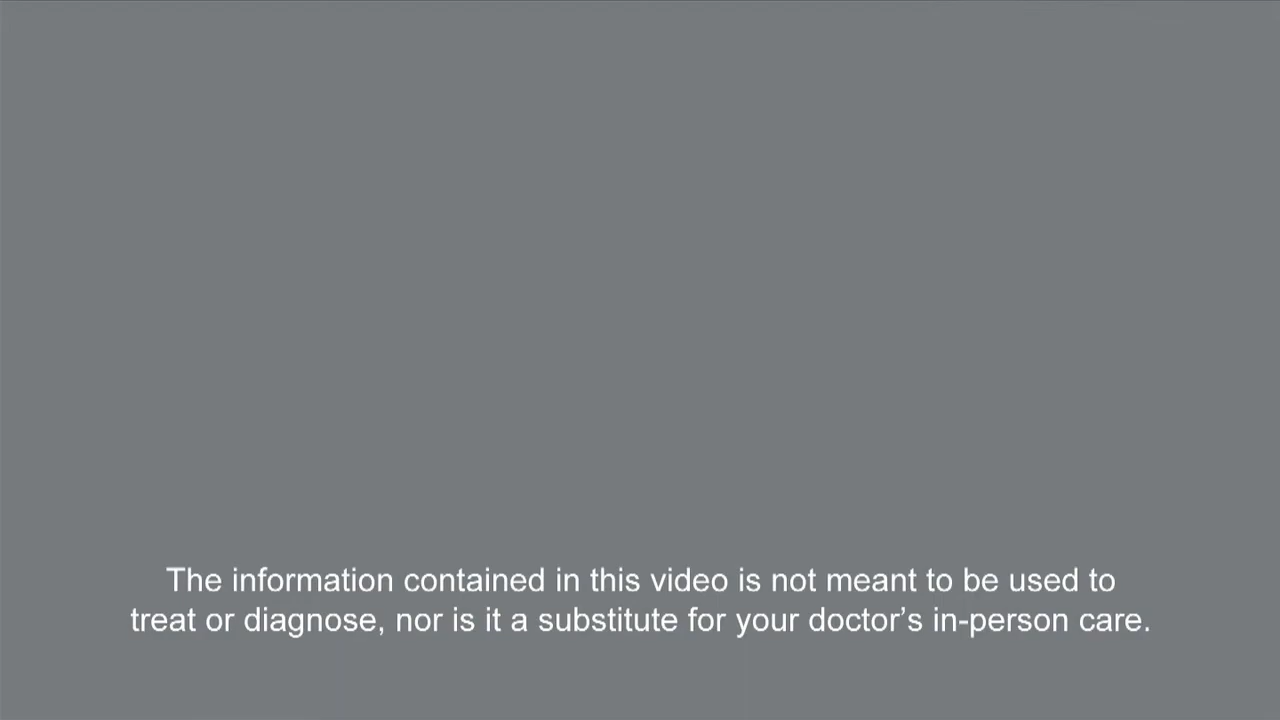 The information contained in this video is not meant to be used to
treat or diagnose, nor is it a substitute for your doctor’s in-person care.